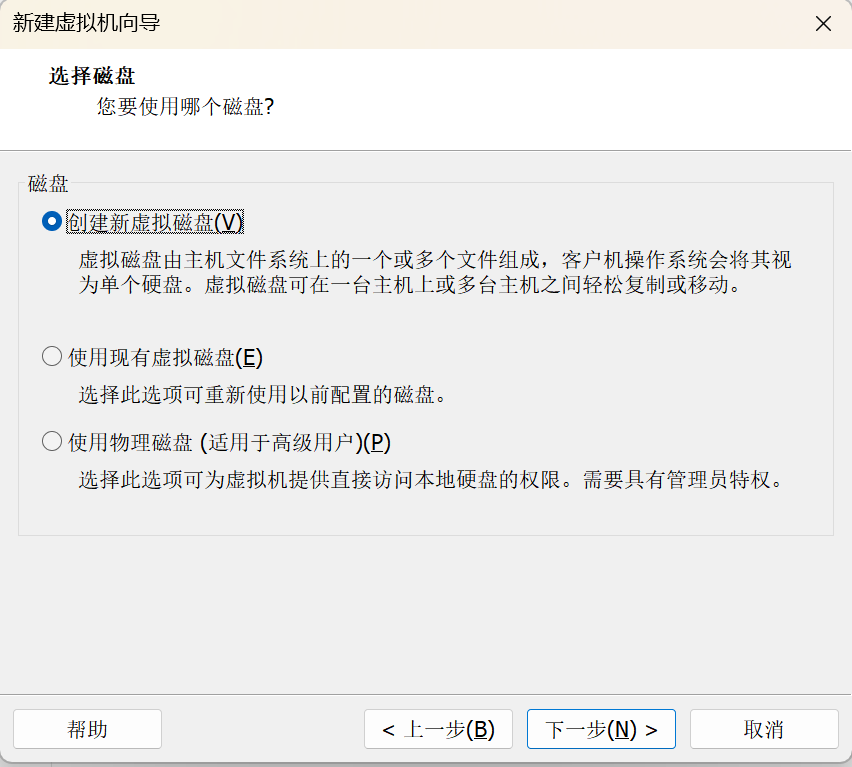 新建虚拟机向导
选择磁盘
您要使用哪个磁盘?
磁盘
创建新虚拟磁盘(V)
虚拟磁盘由主机文件系统上的一个或多个文件组成，客户机操作系统会将其视
为单个硬盘。虚拟磁盘可在一台主机上或多台主机之间轻松复制或移动。
使用现有虚拟磁盘(E)
选择此选项可重新使用以前配置的磁盘。
使用物理磁盘 (适用于高级用户)(P)
选择此选项可为虚拟机提供直接访问本地硬盘的权限。需要具有管理员特权。
帮助
< 上一步(B)
下一步(N) >
取消